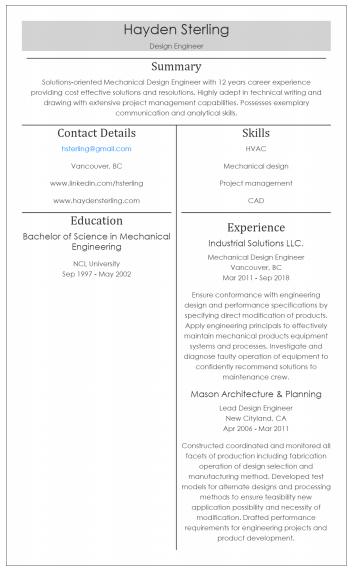 Hayden Sterling
Design Engineer
Summary
Solutions-oriented Mechanical Design Engineer with 12 years career experience
providing cost effective solutions and resolutions. Highly adept in technical writing and
drawing with extensive project management capabilities. Possesses exemplary
communication and analytical skills.
Contact Details
hsterling@gmail.com
Vancouver, BC
www.linkedin.com/hsterling
www.haydensterling.com
Skills
HVAC
Mechanical design
Project management
CAD
Education
Bachelor of Science in Mechanical
Engineering
NCL University
Sep 1997 - May 2002
Experience
Industrial Solutions LLC.
Mechanical Design Engineer
Vancouver, BC
Mar 2011 - Sep 2018
Ensure conformance with engineering
design and performance specifications by
specifying direct modification of products.
Apply engineering principals to effectively
maintain mechanical products equipment
systems and processes. Investigate and
diagnose faulty operation of equipment to
confidently recommend solutions to
maintenance crew.
Mason Architecture & Planning
Lead Design Engineer
New Cityland, CA
Apr 2006 - Mar 2011
Constructed coordinated and monitored all
facets of production including fabrication
operation of design selection and
manufacturing method. Developed test
models for alternate designs and processing
methods to ensure feasibility new
application possibility and necessity of
modification. Drafted performance
requirements for engineering projects and
product development.